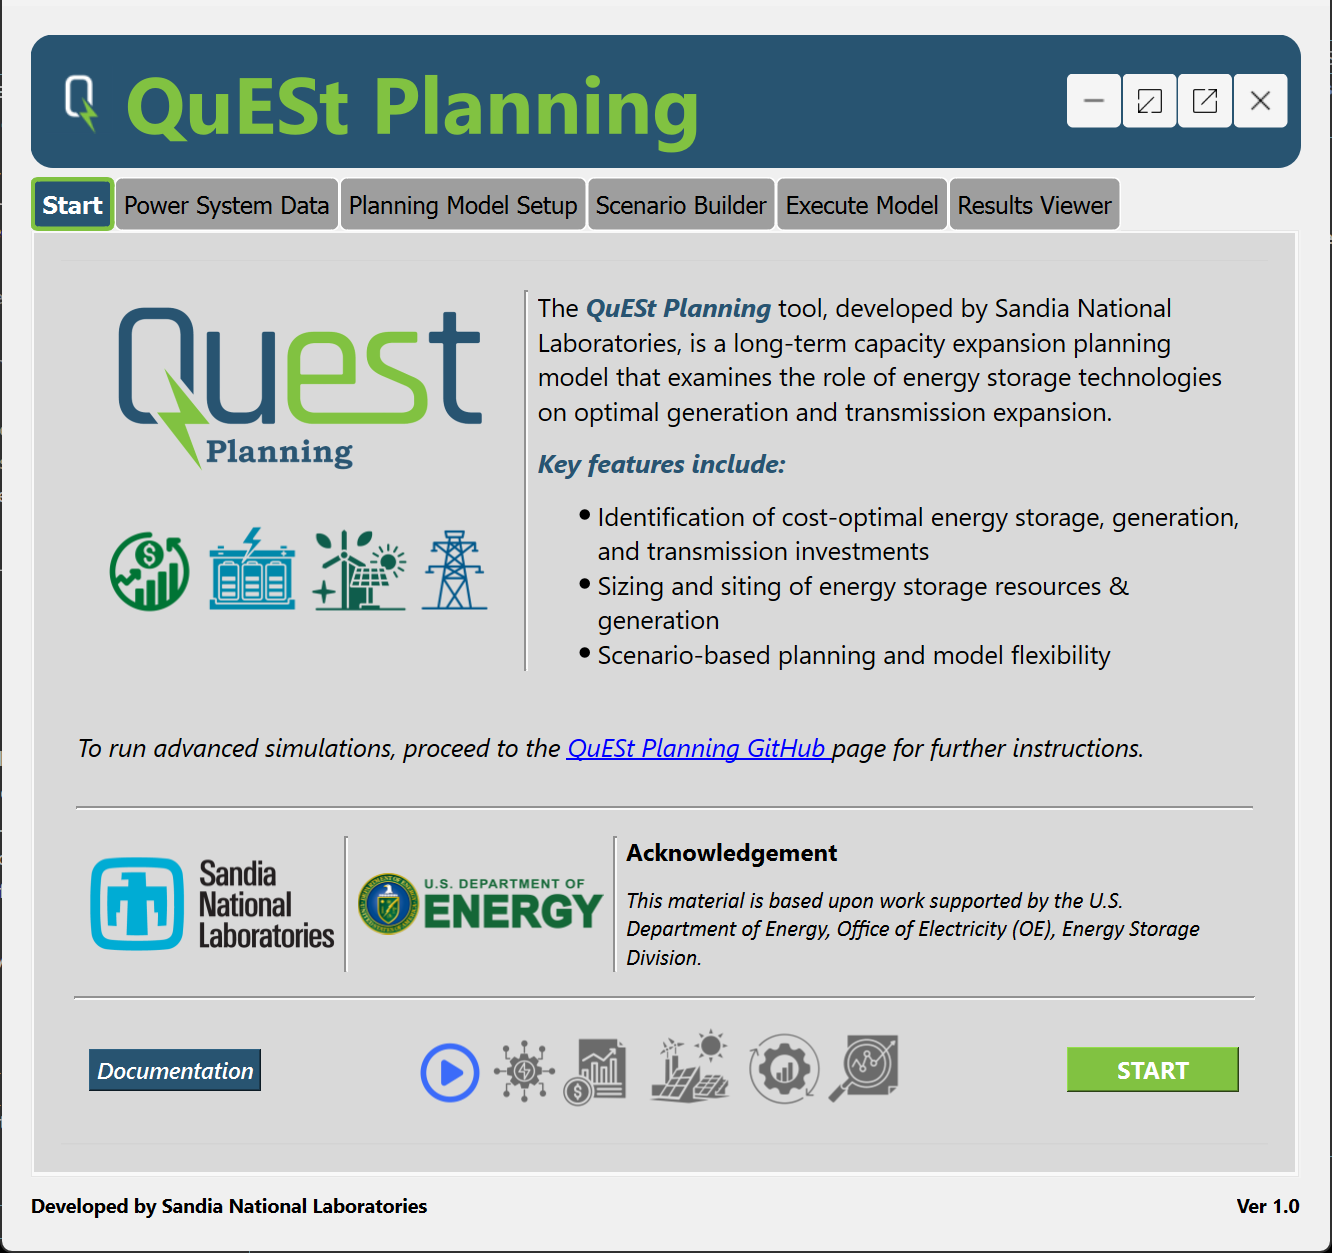 QuESt Planning
Start
Power System Data
Planning Model Setup
Scenario Builder
Execute Model
Results Viewer
Quest
Planning
The QuESt Planning tool, developed by Sandia National
Laboratories, is a long-term capacity expansion planning
model that examines the role of energy storage technologies
on optimal generation and transmission expansion.
Key features include:
• Identification of cost-optimal energy storage, generation,
and transmission investments
• Sizing and siting of energy storage resources &
generation
• Scenario-based planning and model flexibility
To run advanced simulations, proceed to the QuESt Planning GitHub page for further instructions.
Sandia
National
Laboratories
U.S. DEPARTMENT OF
ENERGY
Acknowledgement
This material is based upon work supported by the U.S.
Department of Energy, Office of Electricity (OE), Energy Storage
Division.
Documentation
START
Developed by Sandia National Laboratories
Ver 1.0